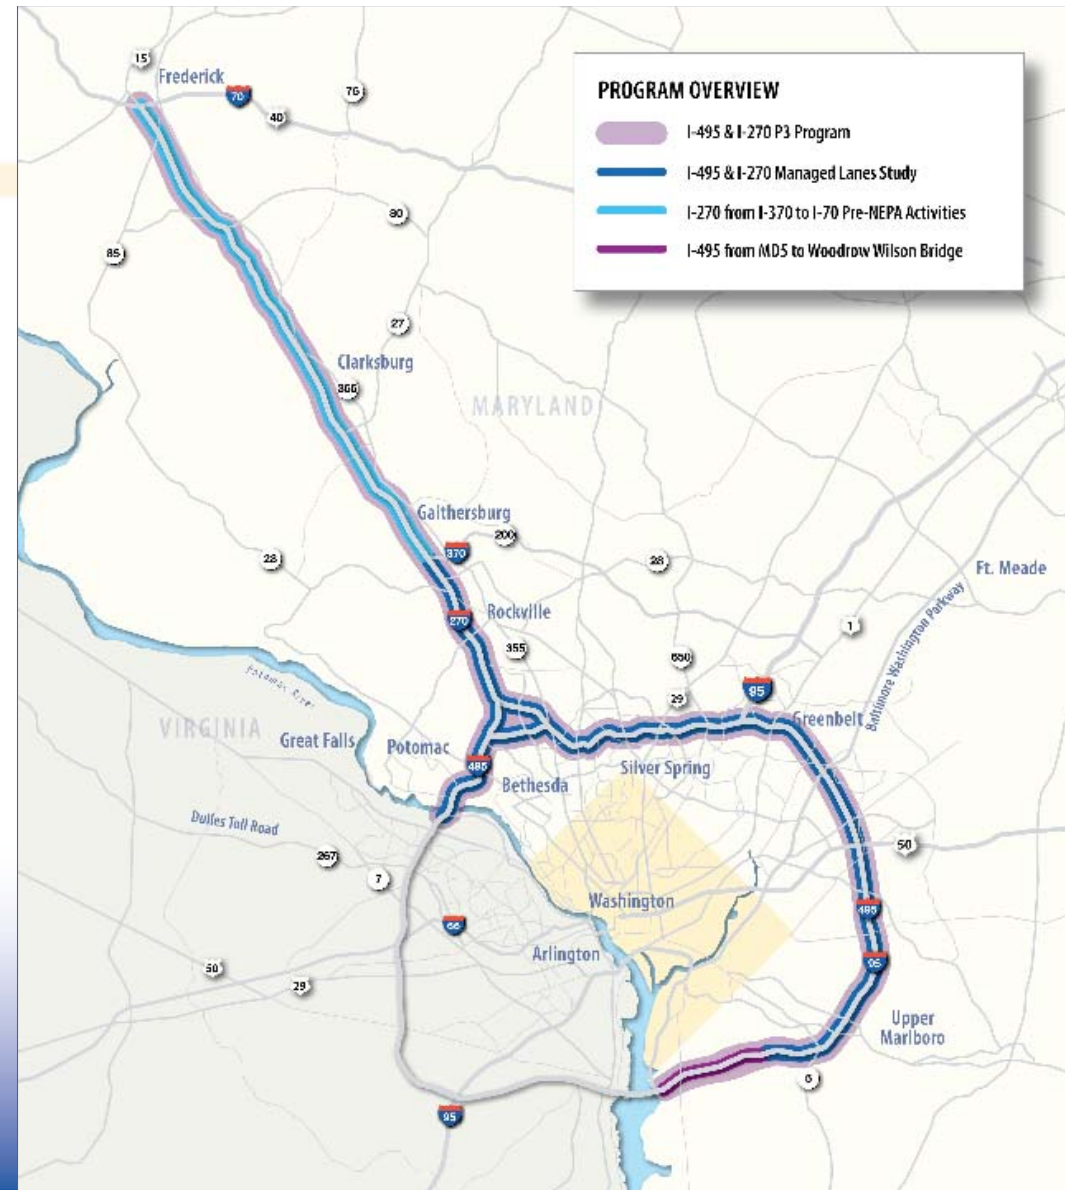 15
Frederick
70
76
40
PROGRAM OVERVIEW
I-495 & I-270 P3 Program
I-495 & I-270 Managed Lanes Study
I-270 from I-370 to I-70 Pre-NEPA Activities
I-495 from MD5 to Woodrow Wilson Bridge
80
85
27
Clarksburg
355
MARYLAND
Gaithersburg
200
370
28
28
Ft. Meade
Rockville
270
1
355
650
Baltimore Washington Parkway
29
95
Potomac River
VIRGINIA
Greenbelt
Great Falls
Potomac
495
Silver Spring
Bethesda
Dulles Toll Road
267
50
7
Washington
495
66
Arlington
95
50
29
Upper
Marlboro
95